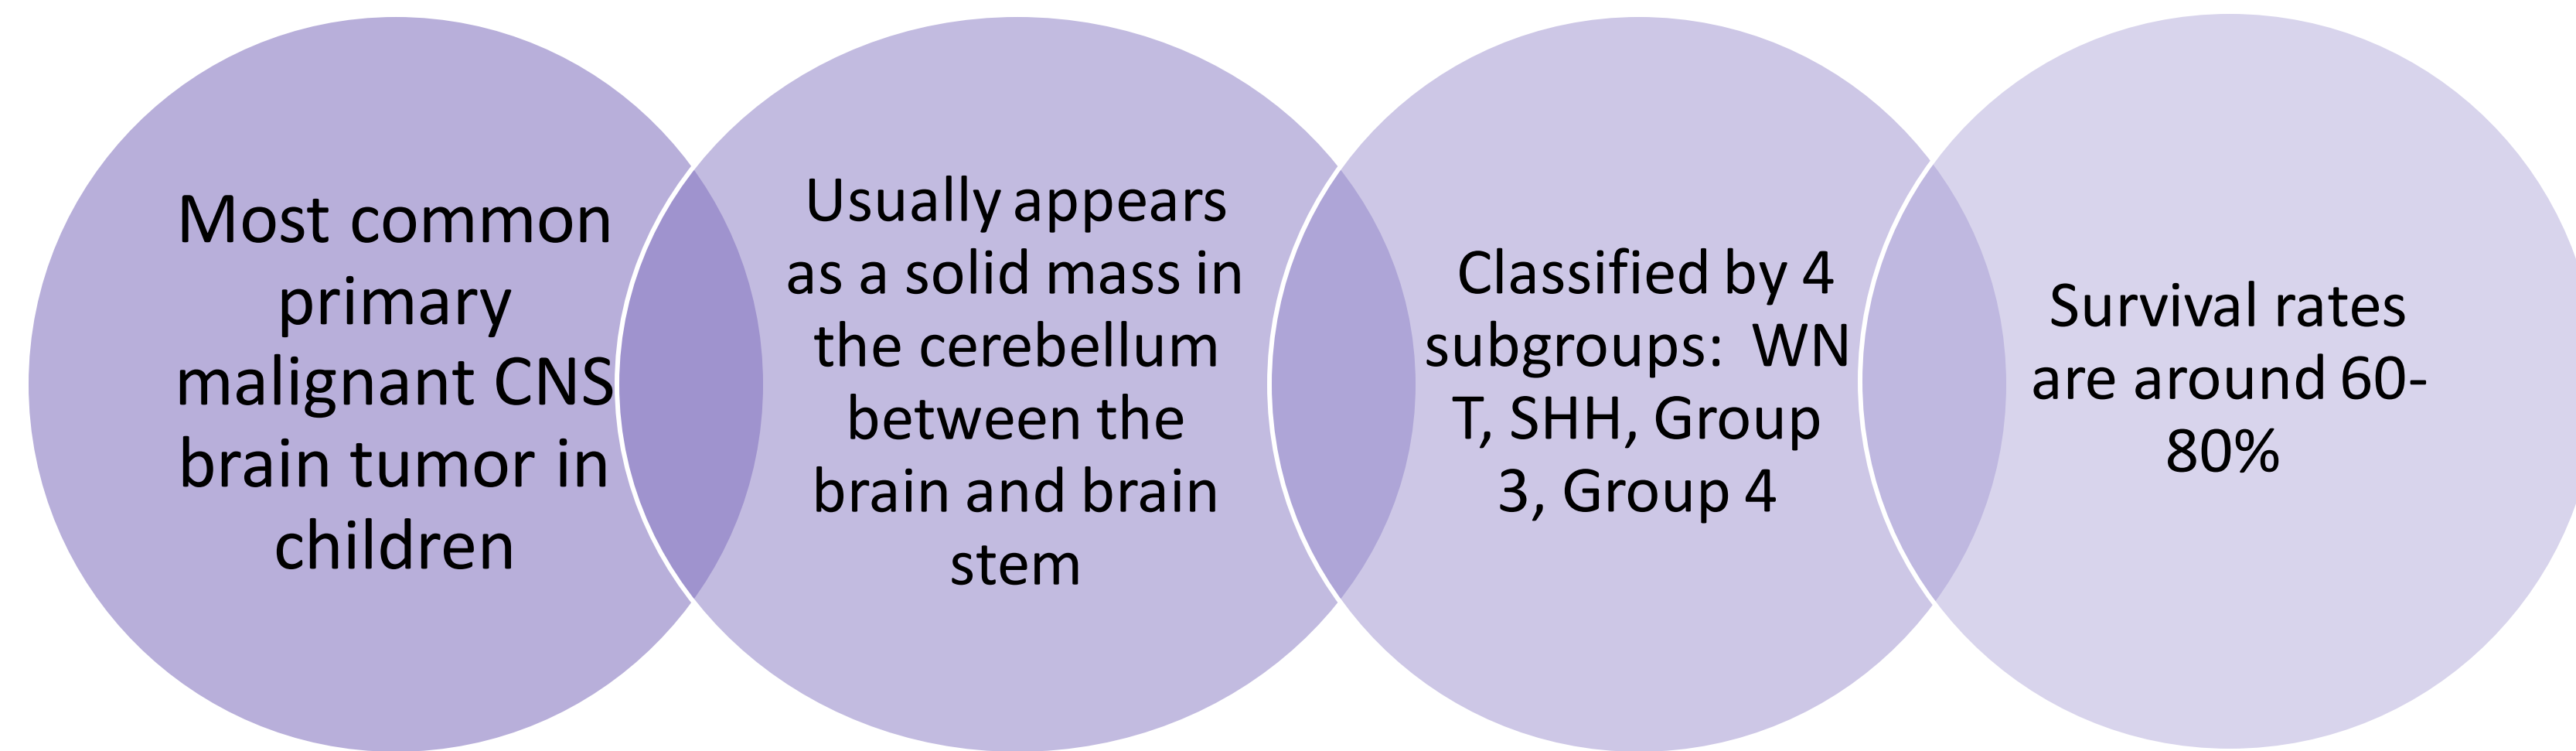 Most common
primary
malignant CNS
brain tumor in
children
Usually appears
as a solid mass in
the cerebellum
between the
brain and brain
stem
Classified by 4
subgroups:  WN
T, SHH, Group
3, Group 4
Survival rates
are around 60-
80%